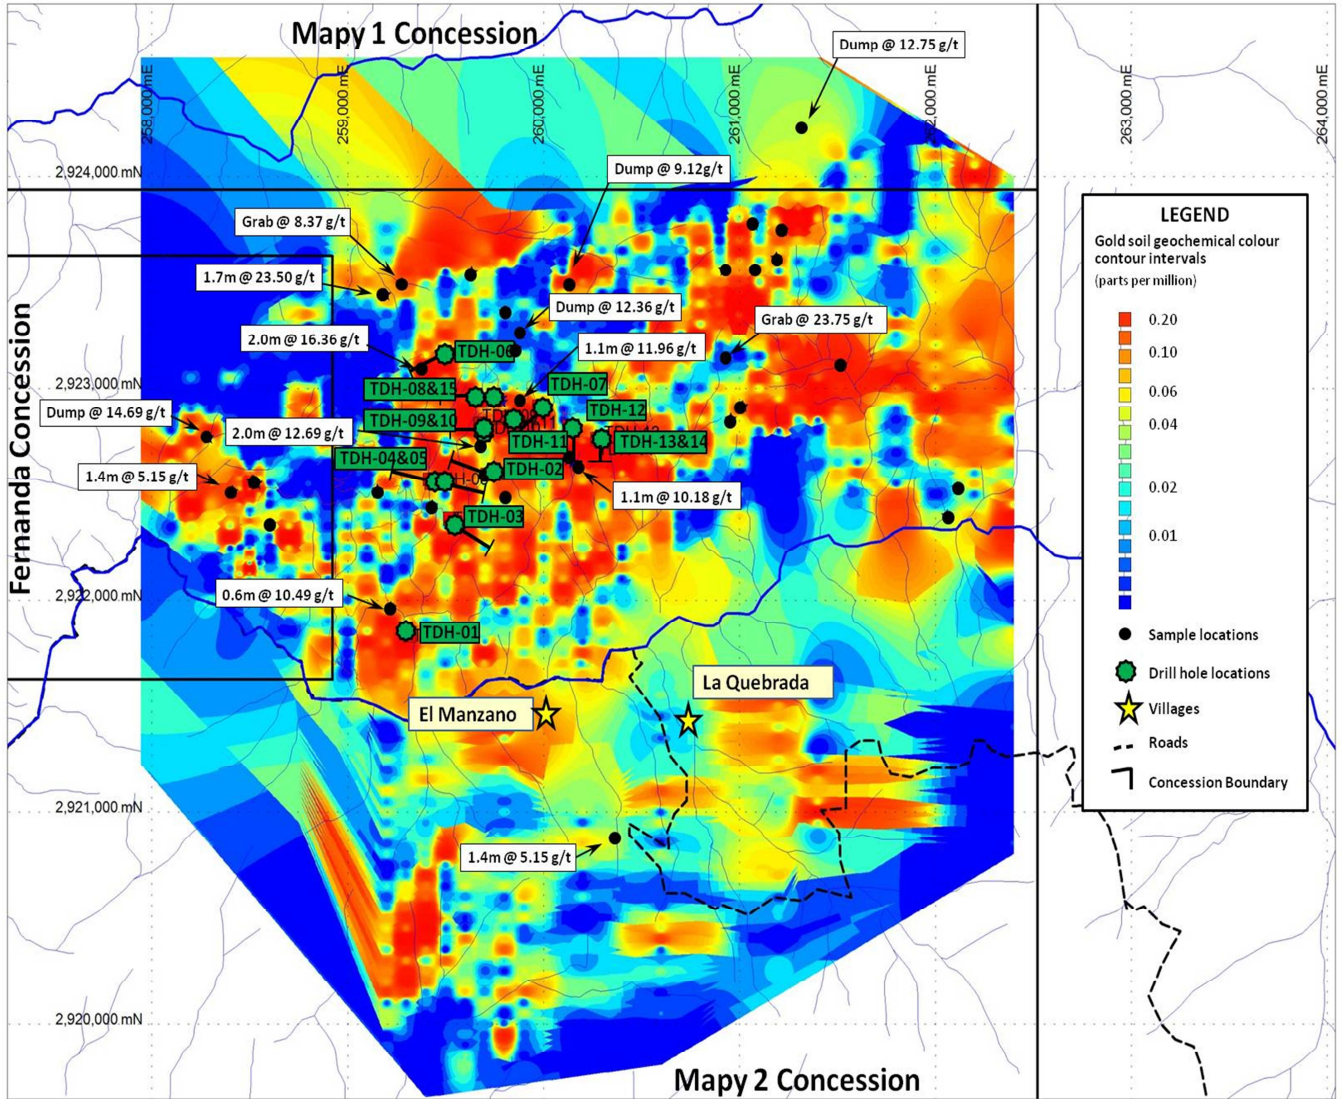 Mapy 1 Concession
Dump @ 12.75 g/t
258,000 mE
259,000 mE
260,000 mE
261,000 mE
262,000 mE
263,000 mE
264,000 mE
2,924,000 mN
Dump @ 9.12g/t
Grab @ 8.37 g/t
1.7m @ 23.50 g/t
Dump @ 12.36 g/t
Grab @ 23.75 g/t
2.0m @ 16.36 g/t
1.1m @ 11.96 g/t
TDH-06
2,923,000 mN
TDH-08&15
TDH-07
Dump @ 14.69 g/t
TDH-09&10
TDH-12
2.0m @ 12.69 g/t
TDH-11
TDH-13&14
TDH-04&05
TDH-02
1.4m @ 5.15 g/t
1.1m @ 10.18 g/t
TDH-03
Fernanda Concession
2,922,000 mN
0.6m @ 10.49 g/t
TDH-01
La Quebrada
El Manzano
2,921,000 mN
1.4m @ 5.15 g/t
2,920,000 mN
Mapy 2 Concession
LEGEND
Gold soil geochemical colour
contour intervals
(parts per million)
0.20
0.10
0.06
0.04
0.02
0.01
Sample locations
Drill hole locations
Villages
Roads
Concession Boundary